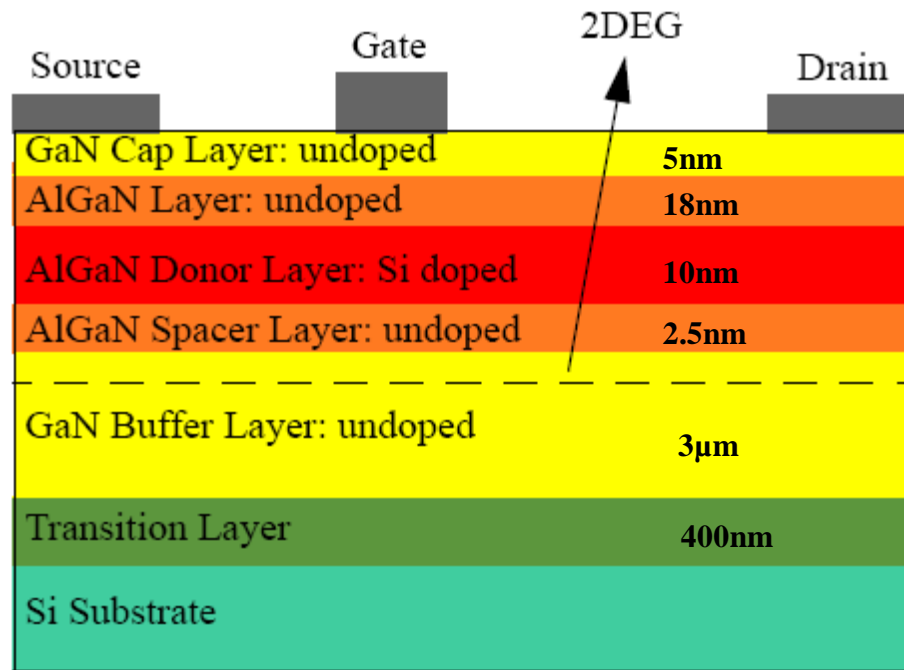 2DEG
Gate
Source
Drain
GaN Cap Layer: undoped 5nm
AlGaN Layer: undoped 18nm
AlGaN Donor Layer: Si doped 10nm
AlGaN Spacer Layer: undoped 2.5nm
GaN Buffer Layer: undoped 3µm
Transition Layer 400nm
Si Substrate